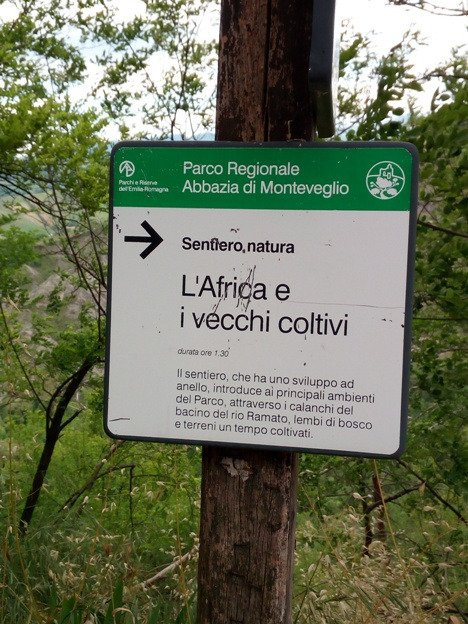 Parchi e Riserve
dell'Emilia-Romagna
Parco Regionale
Abbazia di Monteveglio
Sentiero natura
L'Africa e
i vecchi coltivi
durata ore 1.30
Il sentiero, che ha uno sviluppo ad
anello, introduce ai principali ambienti
del Parco, attraverso i calanchi del
bacino del rio Ramato, lembi di bosco
e terreni un tempo coltivati.